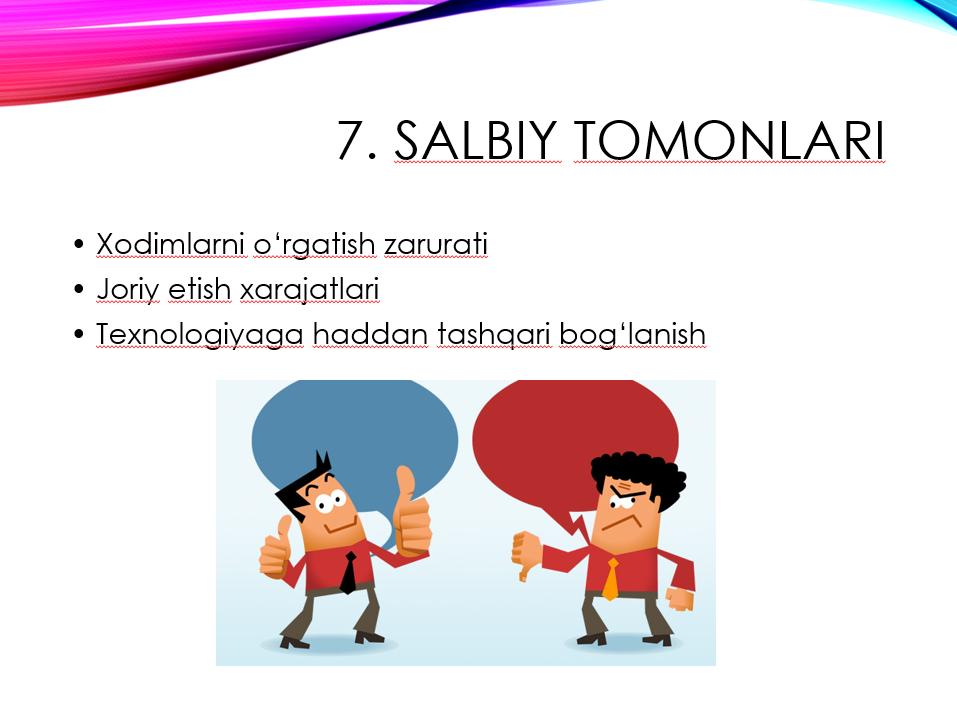 7. SALBIY TOMONLARI
• Xodimlarni o‘rgatish zarurati
• Joriy etish xarajatlari
• Texnologiyaga haddan tashqari bog‘lanish